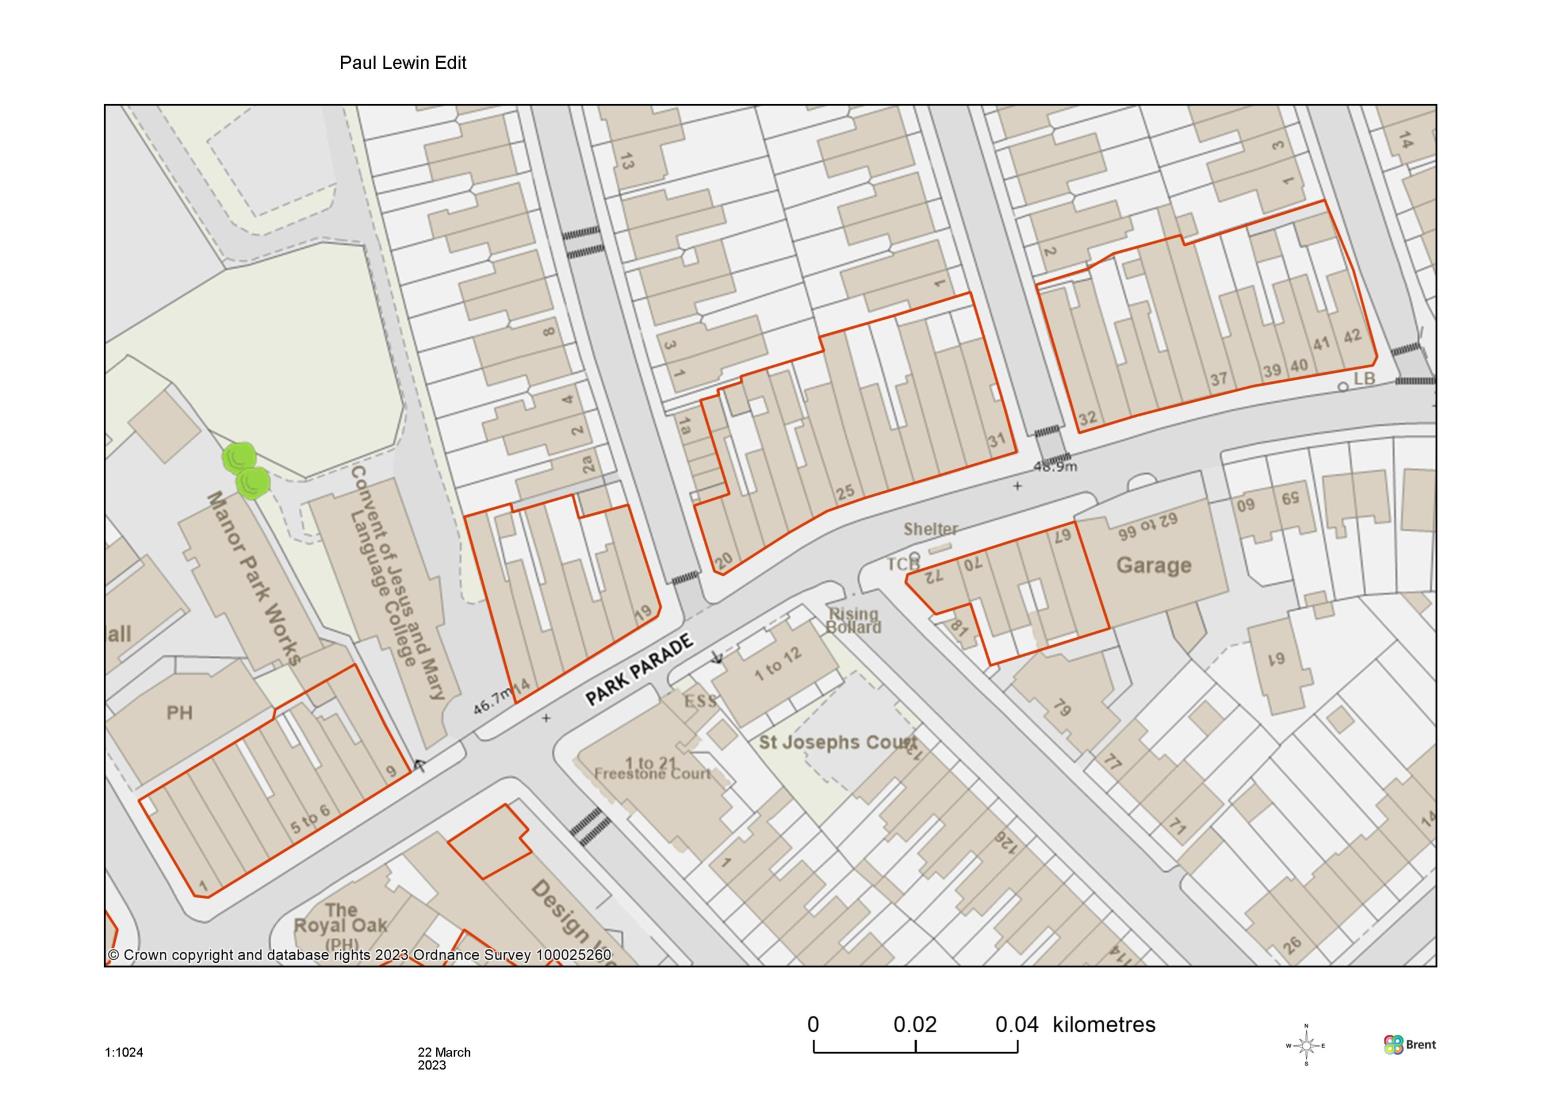 Paul Lewin Edit
13
3
1
14
2
8
1
3
1
4
2
2a
1a
31
25
20
32
37
39
40
41
42
LB
48.9m
Shelter
TCB
72
70
67
62 to 66
Garage
60
59
81
Manor Park Works
Convent of Jesus and Mary
Language College
all
PH
19
14
46.7m
PARK PARADE
Rising
Bollard
1 to 12
ESS
St Josephs Court
132
79
61
77
71
9
5 to 6
1
1 to 21
Freestone Court
1
126
114
26
14
The
Royal Oak
(PH)
Design
© Crown copyright and database rights 2023 Ordnance Survey 100025260
0 0.02 0.04 kilometres
1:1024
22 March
2023
N
W E
S
Brent